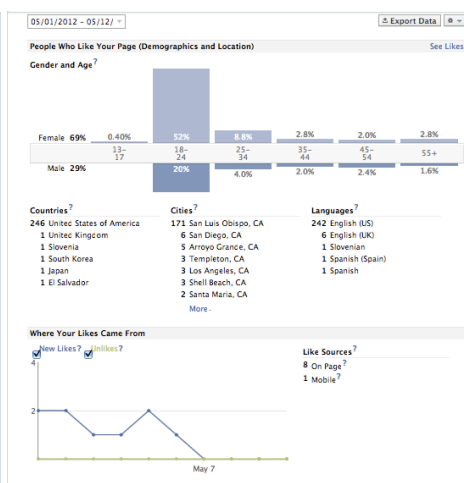 05/01/2012 - 05/12/
Export Data
People Who Like Your Page (Demographics and Location)
See Likes
Gender and Age?
Female 69% 0.40% 52% 8.8% 2.8% 2.0% 2.8%
13-17 18-24 25-34 35-44 45-54 55+
Male 29% 20% 4.0% 2.0% 2.4% 1.6%
Countries?
246 United States of America
1 United Kingdom
1 Slovenia
1 South Korea
1 Japan
1 El Salvador
Cities?
171 San Luis Obispo, CA
6 San Diego, CA
5 Arroyo Grande, CA
3 Templeton, CA
3 Los Angeles, CA
3 Shell Beach, CA
2 Santa Maria, CA
More
Languages?
242 English (US)
6 English (UK)
1 Slovenian
1 Spanish (Spain)
1 Spanish
Where Your Likes Came From
New Likes? Unlikes?
4
2
May 7
Like Sources?
8 On Page?
1 Mobile?